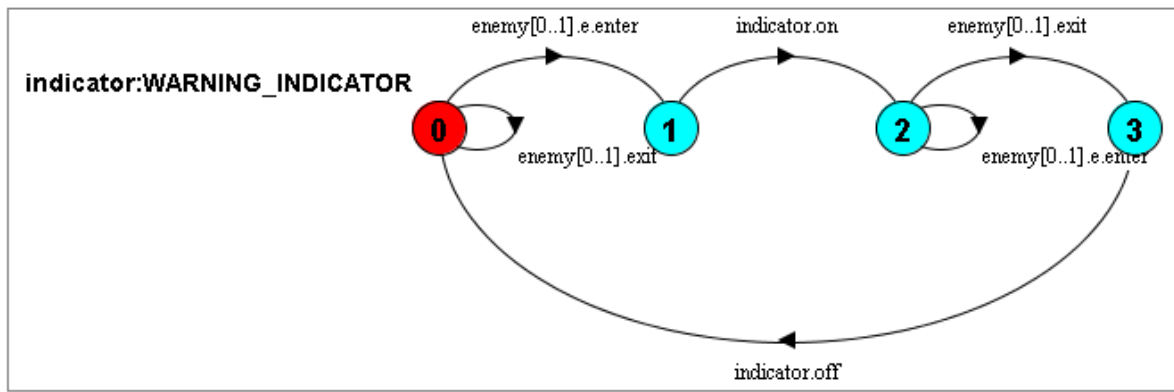 enemy[0..1].e.enter
indicator.on
enemy[0..1].exit
indicator:WARNING_INDICATOR
0
1
2
3
enemy[0..1].exit
enemy[0..1].e.enter
indicator.off